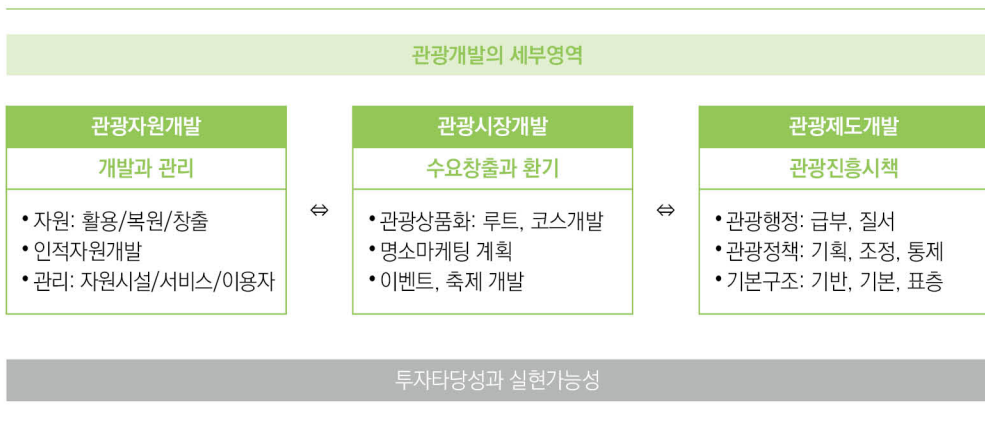 관광개발의 세부영역
관광자원개발
개발과 관리
• 자원: 활용/복원/창출
• 인적자원개발
• 관리: 자원시설/서비스/이용자
⇔
관광시장개발
수요창출과 환기
• 관광상품화: 루트, 코스개발
• 명소마케팅 계획
• 이벤트, 축제 개발
⇔
관광제도개발
관광진흥시책
• 관광행정: 급부, 질서
• 관광정책: 기획, 조정, 통제
• 기본구조: 기반, 기본, 표층
투자타당성과 실현가능성